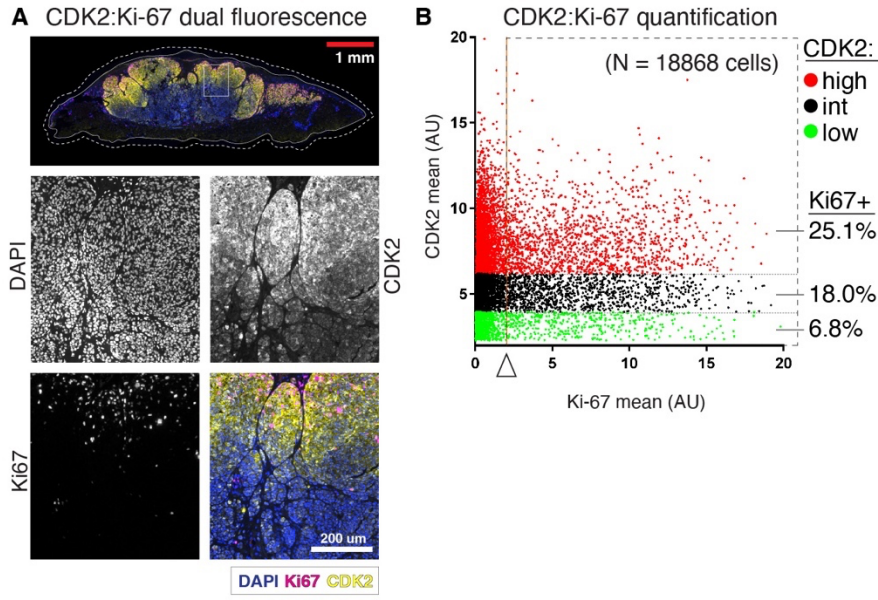 A CDK2:Ki-67 dual fluorescence
1 mm
DAPI
CDK2
Ki67
200 um
DAPI Ki67 CDK2
B CDK2:Ki-67 quantification
(N = 18868 cells)
CDK2 mean (AU)
20
15
10
5
0 5 10 15 20
Ki-67 mean (AU)
CDK2:
high
int
low
Ki67+
25.1%
18.0%
6.8%